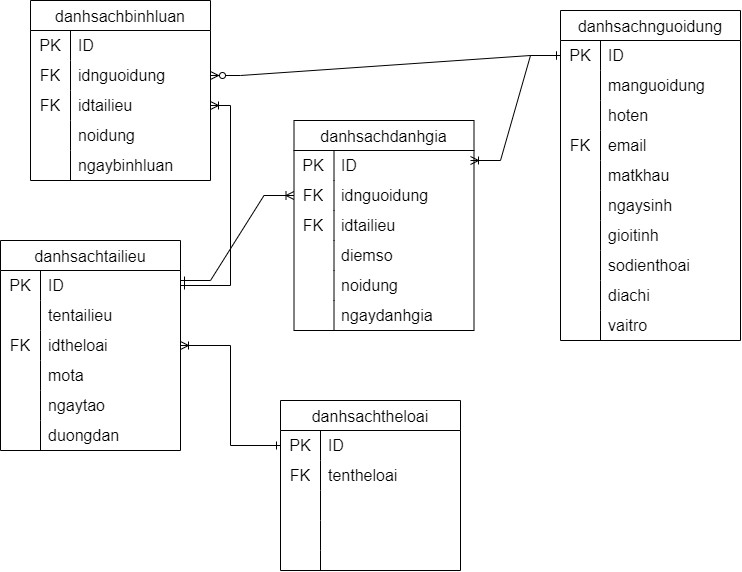 danhsachbinhluan
PK ID
FK idnguoidung
FK idtailieu
noidung
ngaybinhluan
danhsachnguoidung
PK ID
manguoidung
hoten
FK email
matkhau
ngaysinh
gioitinh
sodienthoai
diachi
vaitro
danhsachdanhgia
PK ID
FK idnguoidung
FK idtailieu
diemso
noidung
ngaydanhgia
danhsachtailieu
PK ID
tentailieu
FK idtheloai
mota
ngaytao
duongdan
danhsachtheloai
PK ID
FK tentheloai